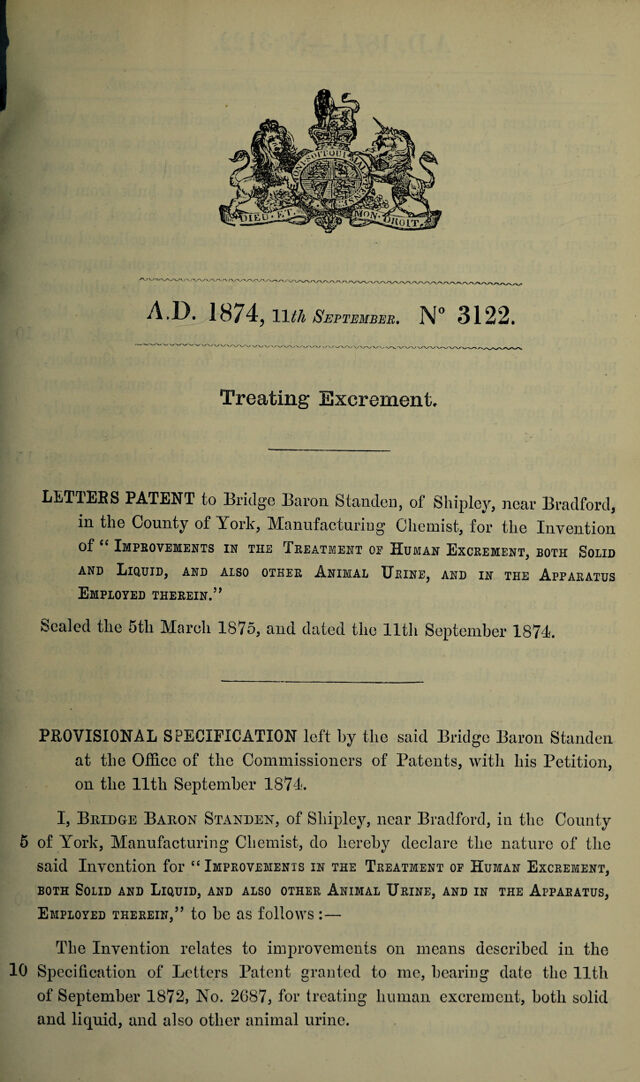 HONI SOIT QUI MAL Y PENSE
DIEU ET MON DROIT
A.D. 1874, 11th September. No 3122.
Treating Excrement.
LETTERS PATENT to Bridge Baron Standen, of Shipley, near Bradford,
in the County of York, Manufacturing Chemist, for the Invention
of “Improvements in the Treatment of Human Excrement, both Solid
and Liquid, and also other Animal Urine, and in the Apparatus
Employed therein.”
Sealed the 5th March 1875, and dated the 11th September 1874.
PROVISIONAL SPECIFICATION left by the said Bridge Baron Standen
at the Office of the Commissioners of Patents, with his Petition,
on the 11th September 1874.
I, Bridge Baron Standen, of Shipley, near Bradford, in the County
5 of York, Manufacturing Chemist, do hereby declare the nature of the
said Invention for “Improvements in the Treatment of Human Excrement,
both Solid and Liquid, and also other Animal Urine, and in the Apparatus,
Employed therein,” to be as follows :—
The Invention relates to improvements on means described in the
10 Specification of Letters Patent granted to me, bearing date the 11th
of September 1872, No. 2687, for treating human excrement, both solid
and liquid, and also other animal urine.